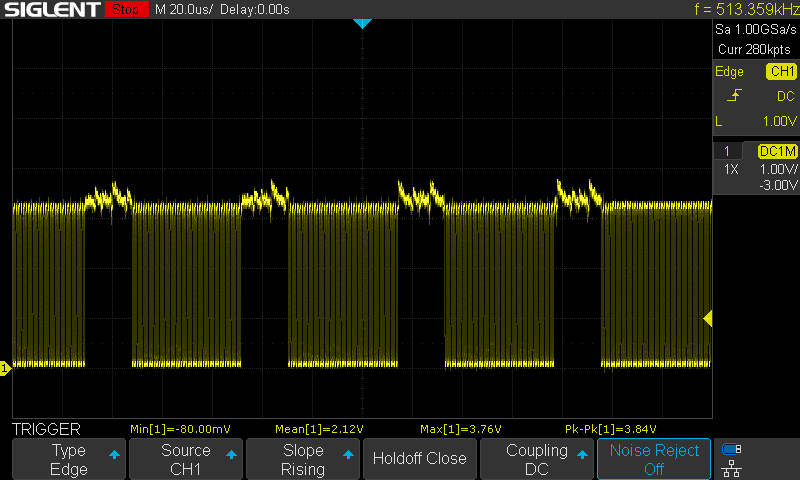 SIGLENT Stop M 20.0us/ Delay:0.00s f = 513.359kHz
Sa 1.00GSa/s
Curr 280kpts
Edge CH1
DC
L 1.00V
1 DC1M
1X 1.00V/
-3.00V
1
TRIGGER Min[1]=-80.00mV Mean[1]=2.12V Max[1]=3.76V Pk-Pk[1]=3.84V
Type Source Slope Holdoff Close Coupling Noise Reject
Edge CH1 Rising DC Off